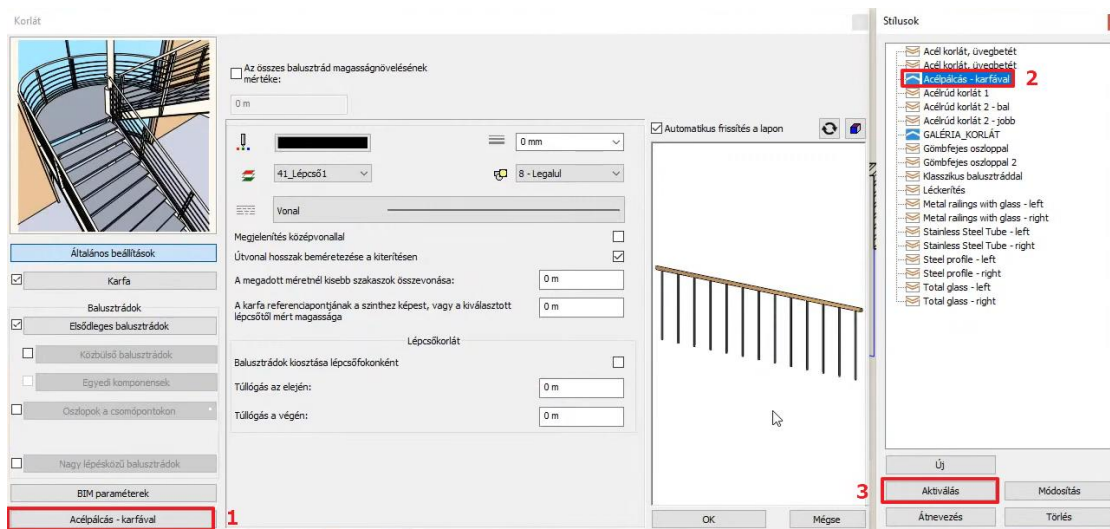 Korlát
Az összes balusztrád magasságnövelésének
mértéke:
0 m
0 mm
41_Lépcső1
8 - Legalul
Vonal
Megjelenítés középvonallal
Útvonal hosszak beméretezése a kiterítésen
A megadott méretnél kisebb szakaszok összevonása:
0 m
A karfa referenciapontjának a szinthez képest, vagy a kiválasztott
lépcsőtől mért magassága
0 m
Lépcsőkorlát
Balusztrádok kiosztása lépcsőfokonként
Túllógás az elején:
0 m
Túllógás a végén:
0 m
Általános beállítások
Karfa
Balusztrádok
Elsődleges balusztrádok
Közbülső balusztrádok
Egyedi komponensek
Oszlopok a csomópontokon
Nagy lépésközű balusztrádok
BIM paraméterek
Acélpálcás - karfával
1
Automatikus frissítés a lapon
OK
Mégse
Stílusok
Acél korlát, üvegbetét
Acél korlát, üvegbetét
Acélpálcás - karfával
2
Acélrúd korlát 1
Acélrúd korlát 2 - bal
Acélrúd korlát 2 - jobb
GALÉRIA_KORLÁT
Gömbfejes oszloppal
Gömbfejes oszloppal 2
Klasszikus balusztráddal
Léckerítés
Metal railings with glass - left
Metal railings with glass - right
Stainless Steel Tube - left
Stainless Steel Tube - right
Steel profile - left
Steel profile - right
Total glass - left
Total glass - right
Új
3
Aktiválás
Módosítás
Átnevezés
Törlés